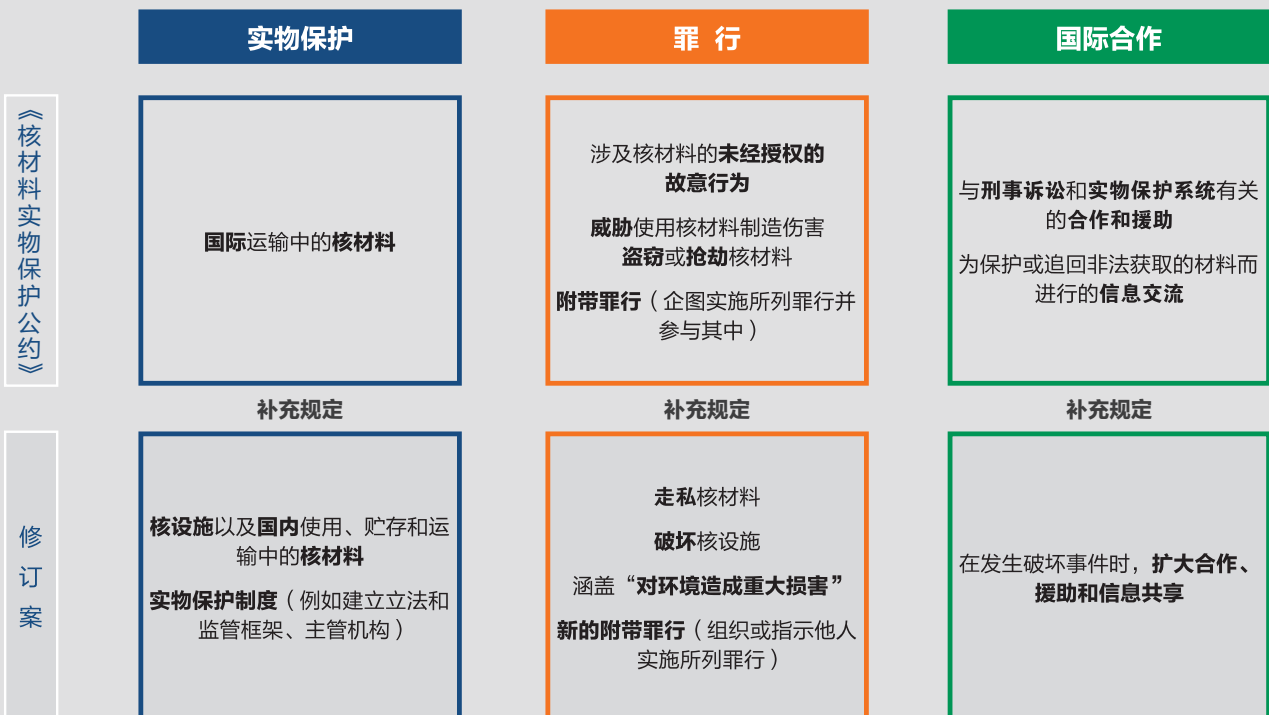 实物保护
罪 行
国际合作
《核材料实物保护公约》
国际运输中的核材料
涉及核材料的未经授权的
故意行为
威胁使用核材料制造伤害
盗窃或抢劫核材料
附带罪行（企图实施所列罪行并
参与其中）
与刑事诉讼和实物保护系统有关
的合作和援助
为保护或追回非法获取的材料而
进行的信息交流
补充规定
补充规定
补充规定
修订案
核设施以及国内使用、贮存和运
输中的核材料
实物保护制度（例如建立立法和
监管框架、主管机构）
走私核材料
破坏核设施
涵盖“对环境造成重大损害”
新的附带罪行（组织或指示他人
实施所列罪行）
在发生破坏事件时，扩大合作、
援助和信息共享